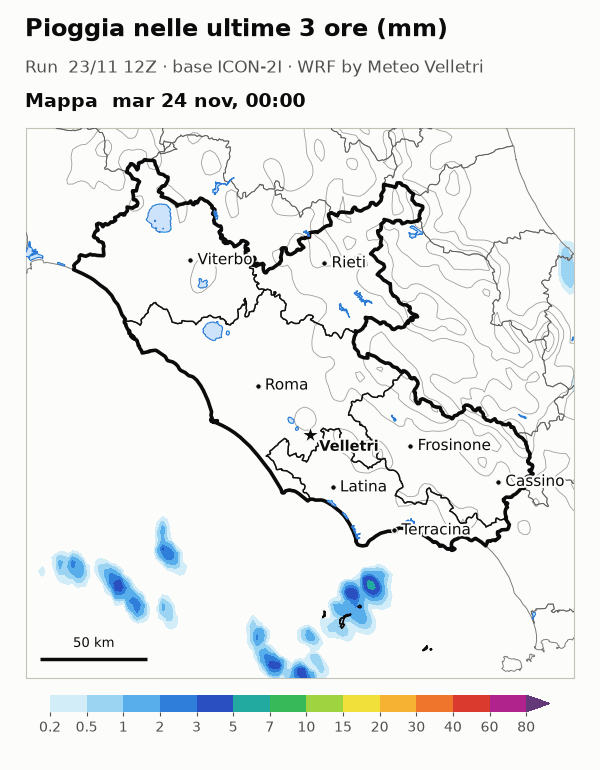 Pioggia nelle ultime 3 ore (mm)
Run  23/11 12Z · base ICON-2I · WRF by Meteo Velletri
Mappa  mar 24 nov, 00:00
Viterbo
Rieti
Roma
Velletri
Frosinone
Latina
Cassino
Terracina
50 km
0.2 0.5 1 2 3 5 7 10 15 20 30 40 60 80